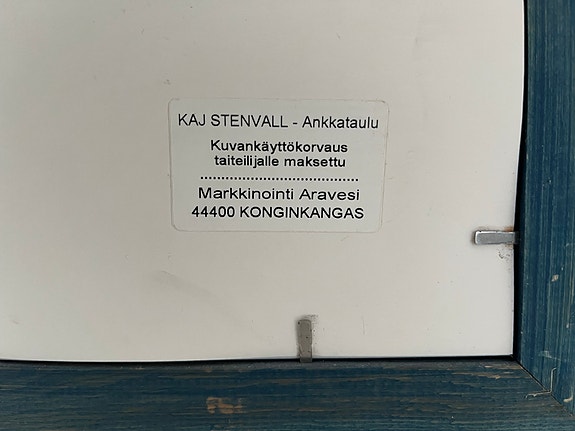 KAJ STENVALL - Ankkataulu
Kuvankäyttökorvaus
taiteilijalle maksettu
........................................
Markkinointi Aravesi
44400 KONGINKANGAS